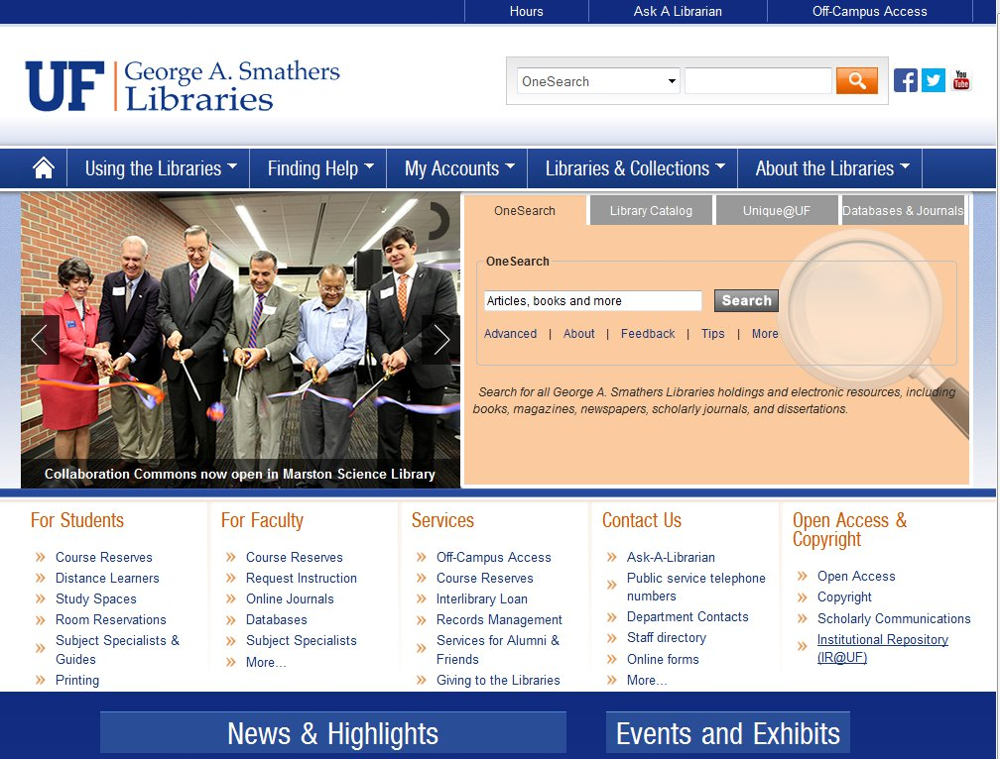 Hours Ask A Librarian Off-Campus Access
UF George A. Smathers
Libraries
OneSearch
You
Tube
Using the Libraries Finding Help My Accounts Libraries & Collections About the Libraries
OneSearch Library Catalog Unique@UF Databases & Journals
OneSearch
Articles, books and more Search
Advanced | About | Feedback | Tips | More
Search for all George A. Smathers Libraries holdings and electronic resources, including
books, magazines, newspapers, scholarly journals, and dissertations.
Collaboration Commons now open in Marston Science Library
For Students
Course Reserves
Distance Learners
Study Spaces
Room Reservations
Subject Specialists &
Guides
Printing
For Faculty
Course Reserves
Request Instruction
Online Journals
Databases
Subject Specialists
More...
Services
Off-Campus Access
Course Reserves
Interlibrary Loan
Records Management
Services for Alumni &
Friends
Giving to the Libraries
Contact Us
Ask-A-Librarian
Public service telephone
numbers
Department Contacts
Staff directory
Online forms
More...
Open Access &
Copyright
Open Access
Copyright
Scholarly Communications
Institutional Repository
(IR@UF)
News & Highlights Events and Exhibits